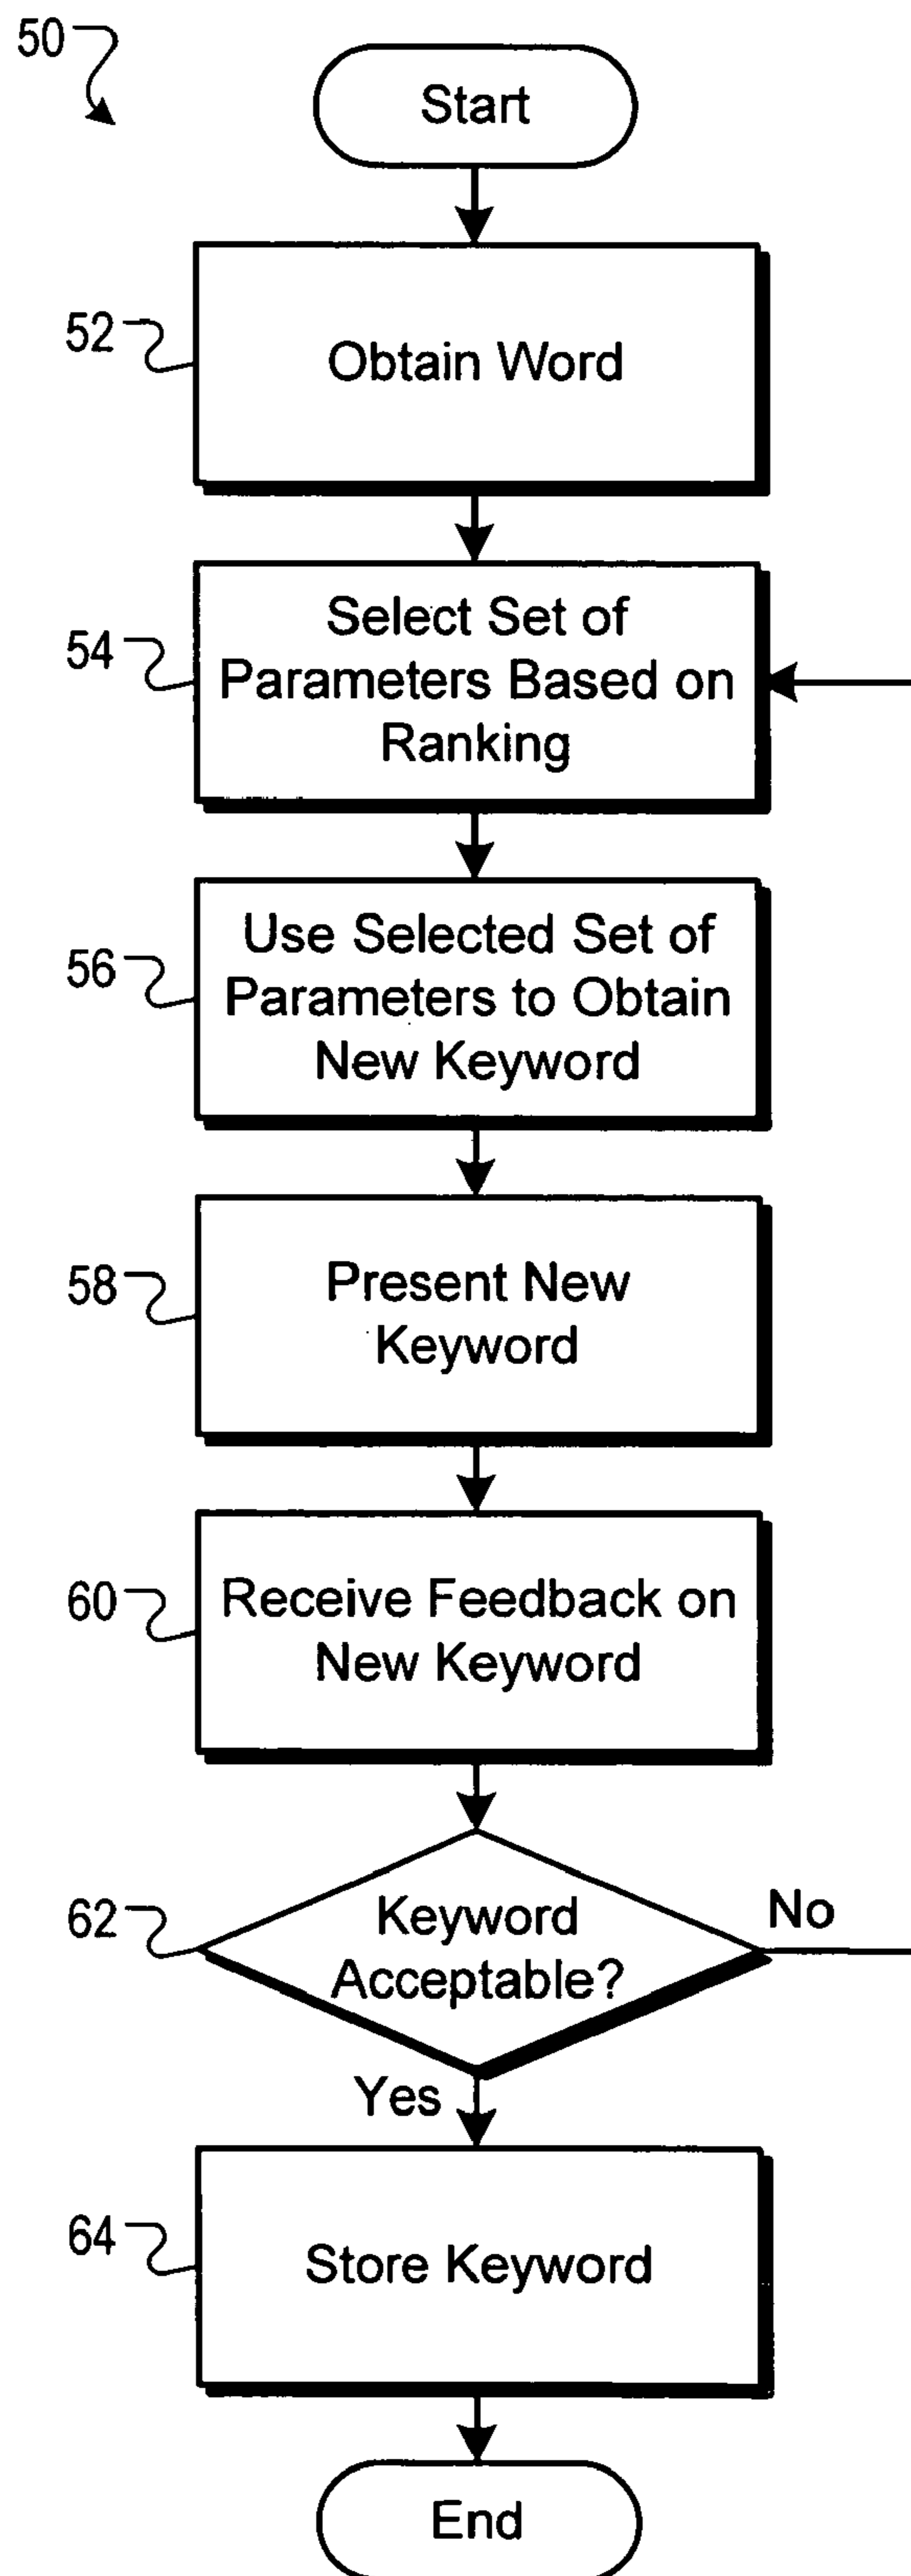 50
Start
52
Obtain Word
54
Select Set of
Parameters Based on
Ranking
56
Use Selected Set of
Parameters to Obtain
New Keyword
58
Present New
Keyword
60
Receive Feedback on
New Keyword
62
Keyword
Acceptable?
No
Yes
64
Store Keyword
End